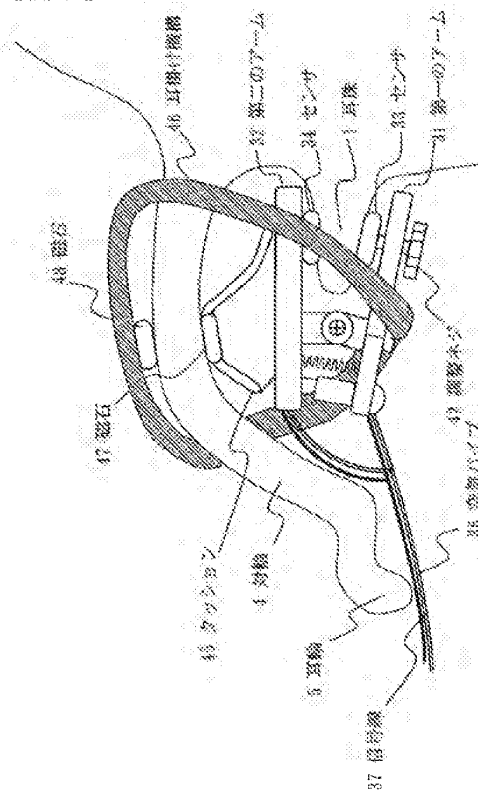 46 耳掛け機構
48 磁石
47 磁石
32 第二のアーム
34 センサ
1 耳珠
33 センサ
31 第一のアーム
42 調整ネジ
38 空気パイプ
クッション
4 対輪
5 耳輪
37 信号線